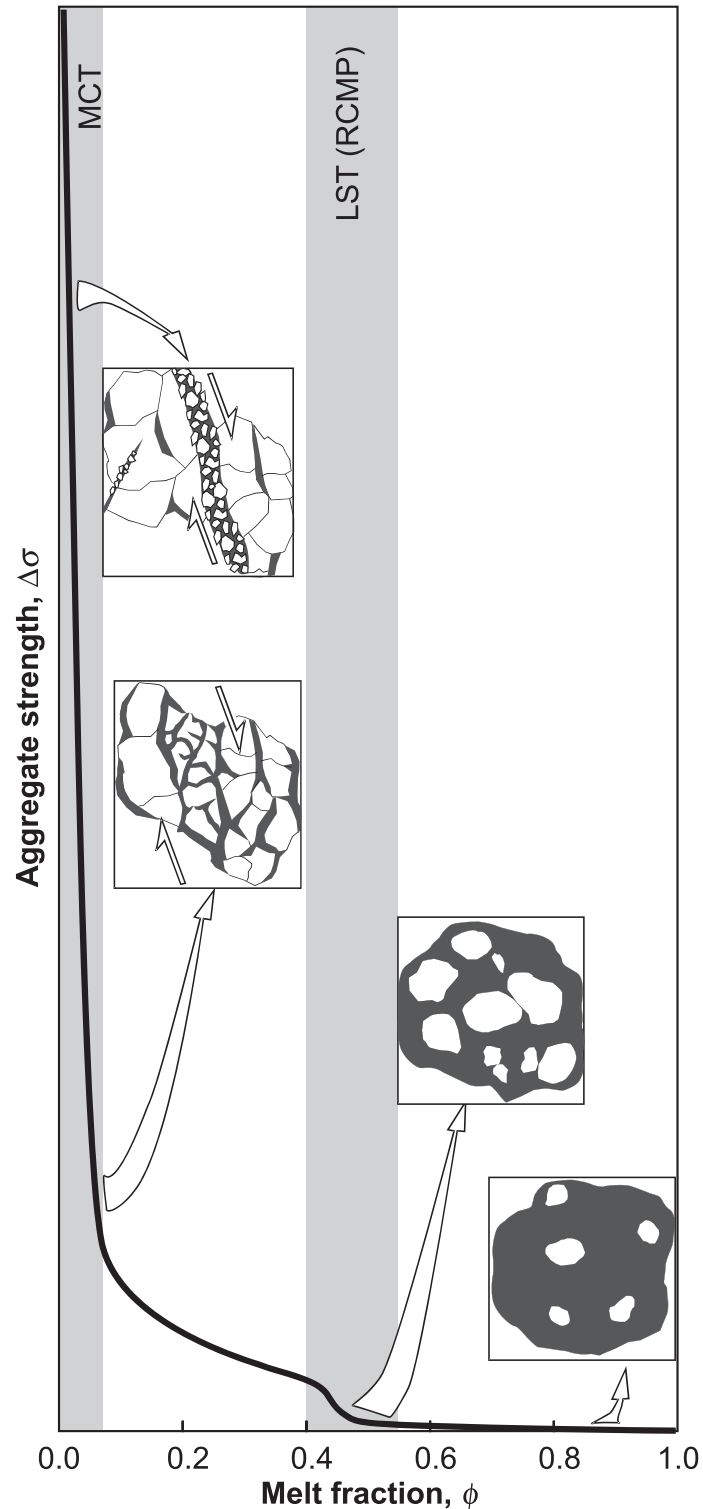 MCT
LST (RCMP)
Aggregate strength, Δσ
0.0 0.2 0.4 0.6 0.8 1.0
Melt fraction, ϕ